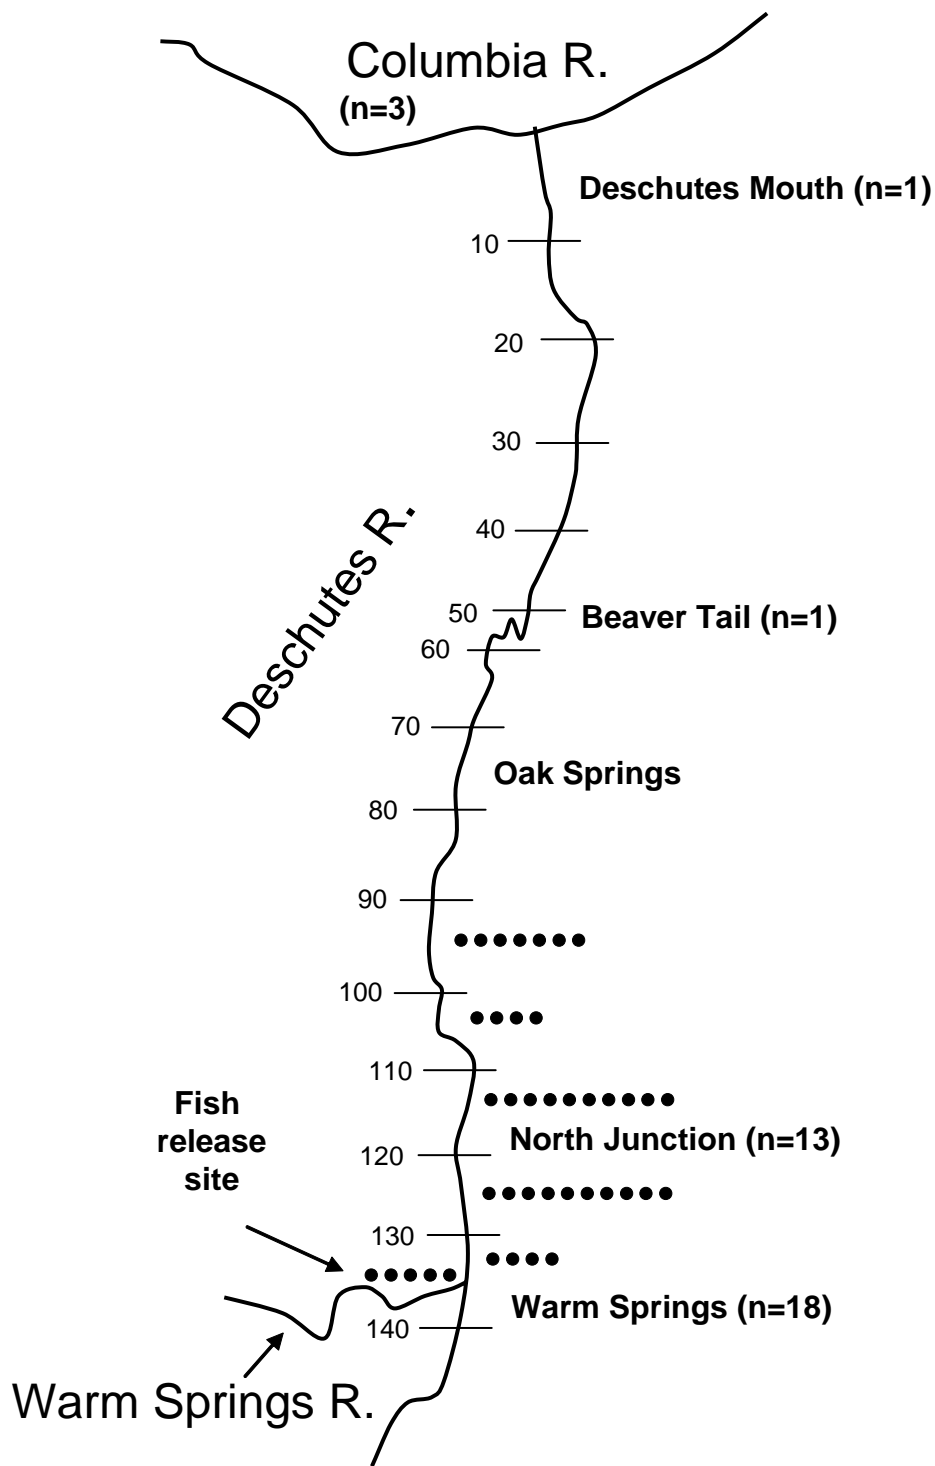 Columbia R.
(n=3)
Deschutes Mouth (n=1)
10
20
30
40
Deschutes R.
50
Beaver Tail (n=1)
60
70
Oak Springs
80
90
100
110
Fish
release
site
North Junction (n=13)
120
130
Warm Springs (n=18)
140
Warm Springs R.